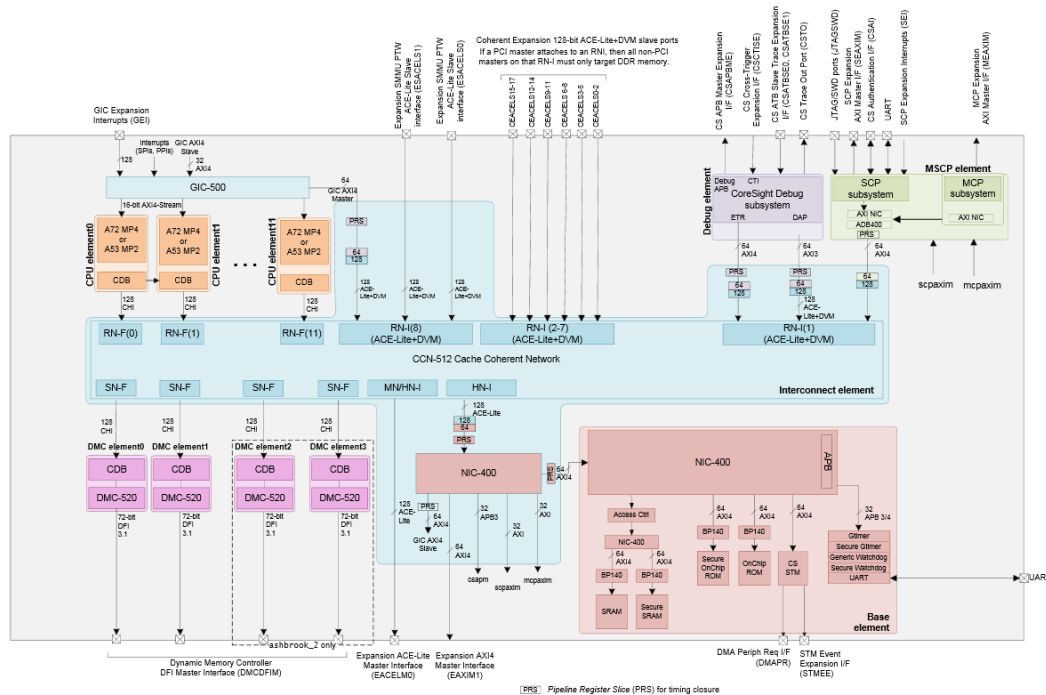 Coherent Expansion 128-bit ACE-Lite+DVM slave ports
If a PCI master attaches to an RNI, then all non-PCI
masters on that RN-I must only target DDR memory.
Expansion SMMU PTW
ACE-Lite Slave
interface (ESACELS1)
Expansion SMMU PTW
ACE-Lite Slave
interface (ESACELS0)
CEACELS15-17
CEACELS12-14
CEACELS9-11
CEACELS 6-8
CEACELS3-5
CEACELS0-2
CS APB Master Expansion
I/F (CSAPBME)
CS Cross-Trigger
Expansion I/F (CSCTISE)
CS ATB Slave Trace Expansion
I/F (CSATBSE0, CSATBSE1)
CS Trace Out Port (CSTO)
JTAG/SWD ports (JTAGSWD)
SCP Expansion
AXI Master I/F (SEAXIM)
CS Authentication I/F (CSAI)
UART
SCP Expansion Interrupts (SEI)
MCP Expansion
AXI Master I/F (MEAXIM)
GIC Expansion
Interrupts (GEI)
128
Interrupts
(SPIs, PPIs)
GIC AXI4
Slave
32
AXI4
GIC-500
64
GIC AXI4
Master
16-bit AXI4-Stream
CPU element0
A72 MP4
or
A53 MP2
CDB
A72 MP4
or
A53 MP2
CDB
CPU element1
...
CPU element11
A72 MP4
or
A53 MP2
CDB
128
CHI
128
CHI
128
CHI
PRS
64
128
128
ACE-
Lite+DVM
128
ACE-
Lite+DVM
128
ACE-
Lite+DVM
Debug element
Debug
APB
CTI
CoreSight Debug
subsystem
ETR
DAP
64
AXI4
64
AXI3
MSCP element
SCP
subsystem
MCP
subsystem
AXI NIC
ADB400
PRS
AXI NIC
64
AXI4
scpaxim
mcpaxim
PRS
64
128
PRS
64
128
128
ACE-
Lite+DVM
64
128
RN-F(0)
RN-F(1)
RN-F(11)
RN-I(8)
(ACE-Lite+DVM)
RN-I (2-7)
(ACE-Lite+DVM)
RN-I(1)
(ACE-Lite+DVM)
CCN-512 Cache Coherent Network
SN-F
SN-F
SN-F
SN-F
MN/HN-I
HN-I
Interconnect element
128
CHI
128
CHI
128
CHI
128
CHI
128
ACE-Lite
128
64
PRS
DMC element0
DMC element1
DMC element2
DMC element3
CDB
CDB
CDB
CDB
DMC-520
DMC-520
DMC-520
DMC-520
72-bit
DFI
3.1
72-bit
DFI
3.1
72-bit
DFI
3.1
72-bit
DFI
3.1
128
ACE-
Lite
NIC-400
PRS
64
AXI4
PRS
64
AXI4
GIC AXI4
Slave
64
AXI4
32
APB3
csapm
32
AXI
scpaxim
32
AXI
mcpaxim
NIC-400
APB
Access Ctrl
NIC-400
64
AXI4
64
AXI4
BP140
BP140
SRAM
Secure
SRAM
64
AXI4
BP140
Secure
OnChip
ROM
64
AXI4
BP140
OnChip
ROM
64
AXI4
CS
STM
32
APB 3/4
Gtimer
Secure Gtimer
Generic Watchdog
Secure Watchdog
UART
UAR
Base
element
ashbrook_2 only
Dynamic Memory Controller
DFI Master Interface (DMCDFIM)
Expansion ACE-Lite
Master Interface
(EACELM0)
Expansion AXI4
Master Interface
(EAXIM1)
DMA Periph Req I/F
(DMAPR)
STM Event
Expansion I/F
(STMEE)
PRS Pipeline Register Slice (PRS) for timing closure